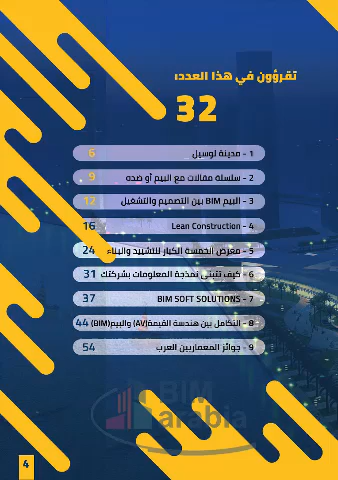 تقرؤون في هذا العدد:
32
1 - مدينة لوسيل 6
2 - سلسلة مقالات مع البيم أو ضده 9
3 - البيم BIM بين التصميم والتشغيل 12
4 - Lean Construction 16
5 - معرض الخمسة الكبار للتشييد والبناء 24
6 - كيف تتبنى نمذجة المعلومات بشركتك 31
7 - BIM SOFT SOLUTIONS 37
8 - التكامل بين هندسة القيمة(AV) والبيم(BIM) 44
9 - جوائز المعماريين العرب 54
BIM
arabia
4